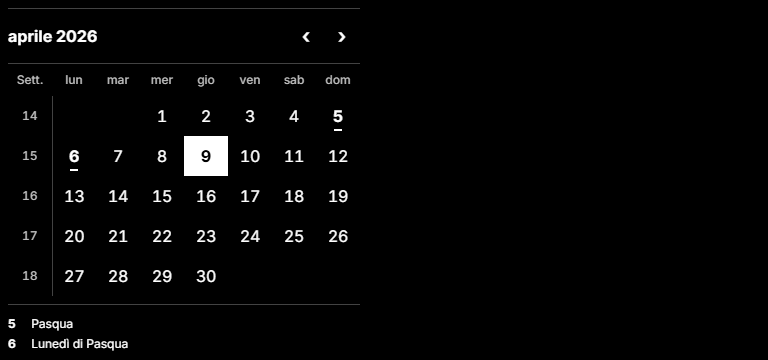 aprile 2026 ‹ ›
Sett. lun mar mer gio ven sab dom
14 1 2 3 4 5
15 6 7 8 9 10 11 12
16 13 14 15 16 17 18 19
17 20 21 22 23 24 25 26
18 27 28 29 30
5 Pasqua
6 Lunedì di Pasqua